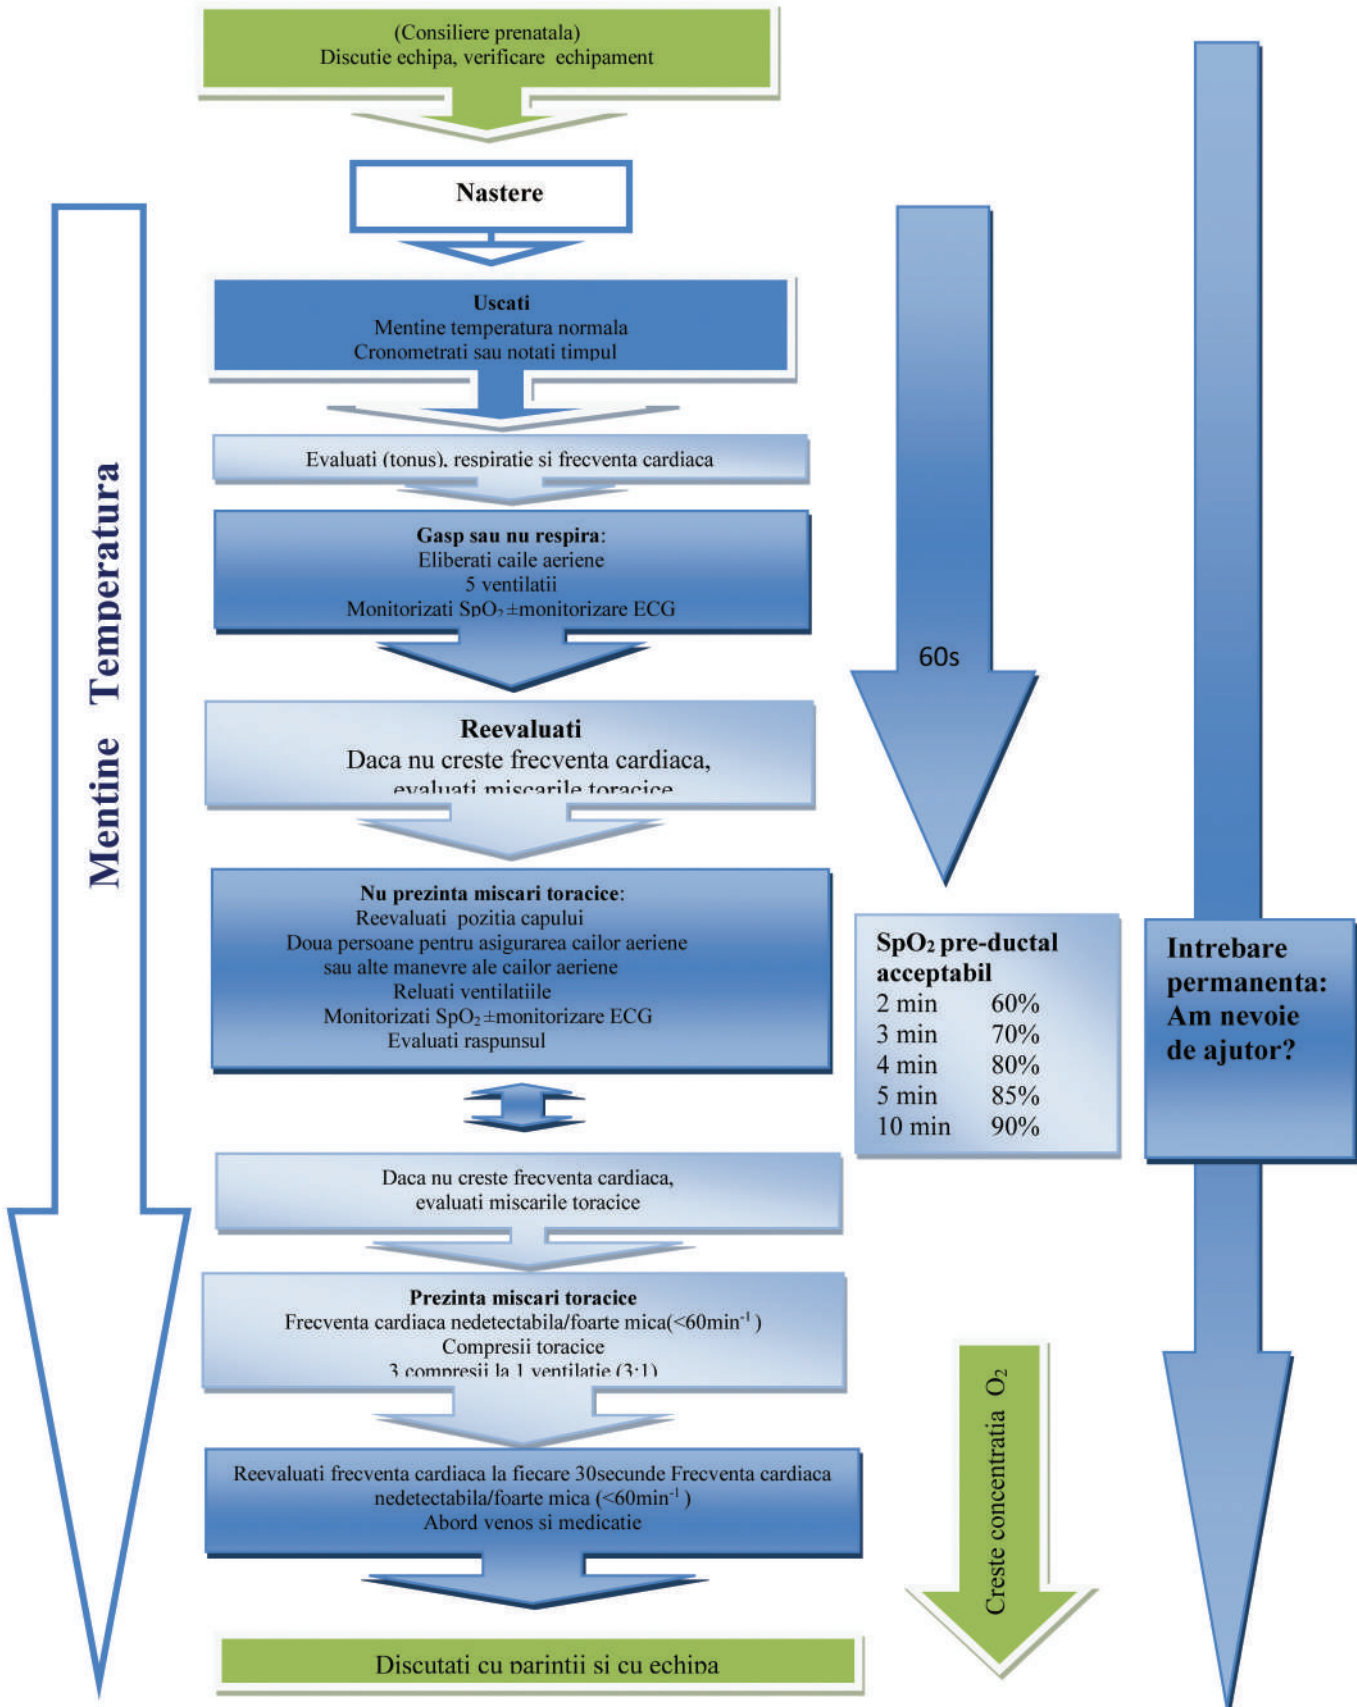 (Consiliere prenatala)
Discutie echipa, verificare echipament
Nastere
Uscati
Mentine temperatura normala
Cronometrati sau notati timpul
Evaluati (tonus), respiratie si frecventa cardiaca
Gasp sau nu respira:
Eliberati caile aeriene
5 ventilatii
Monitorizati SpO₂ ±monitorizare ECG
Reevaluati
Daca nu creste frecventa cardiaca,
evaluati miscarile toracice
Nu prezinta miscari toracice:
Reevaluati pozitia capului
Doua persoane pentru asigurarea cailor aeriene
sau alte manevre ale cailor aeriene
Reluati ventilatiile
Monitorizati SpO₂ ±monitorizare ECG
Evaluati raspunsul
Daca nu creste frecventa cardiaca,
evaluati miscarile toracice
Prezinta miscari toracice
Frecventa cardiaca nedetectabila/foarte mica(<60min⁻¹ )
Compresii toracice
3 compresii la 1 ventilatie (3:1)
Reevaluati frecventa cardiaca la fiecare 30secunde Frecventa cardiaca
nedetectabila/foarte mica (<60min⁻¹ )
Abord venos si medicatie
Discutati cu parintii si cu echipa
Mentine Temperatura
60s
SpO₂ pre-ductal
acceptabil
2 min 60%
3 min 70%
4 min 80%
5 min 85%
10 min 90%
Intrebare
permanenta:
Am nevoie
de ajutor?
Creste concentratia O₂